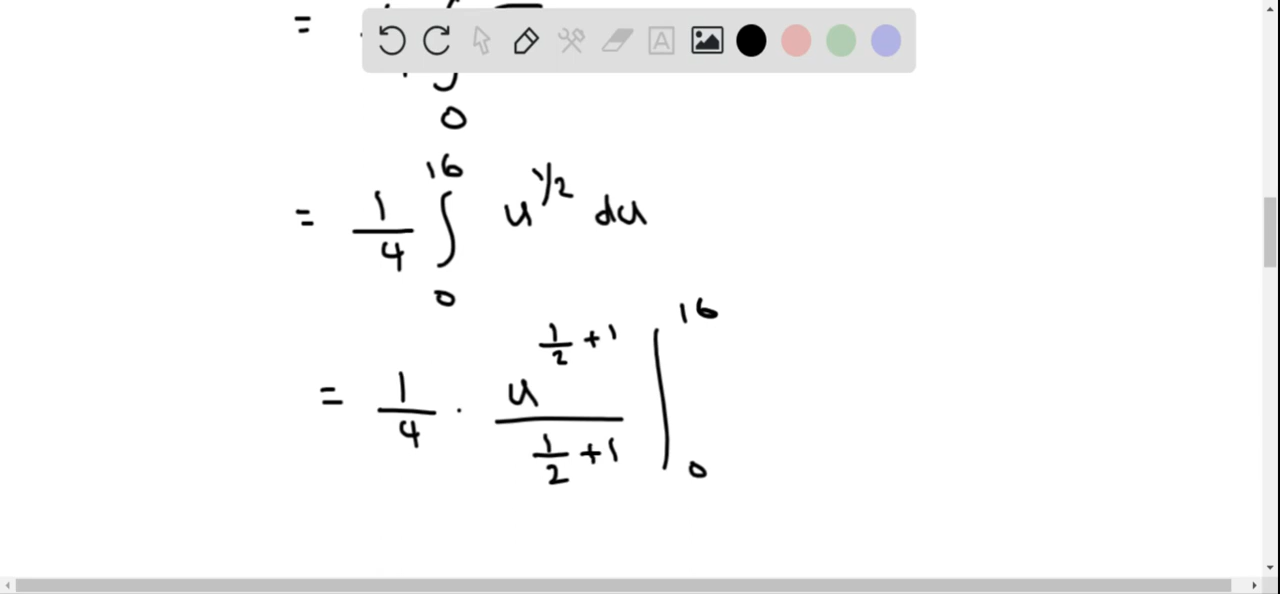 =
0
16
= 1/4 ∫ u^1/2 du
0
= 1/4 · u^(1/2 + 1) / (1/2 + 1) | 16
0